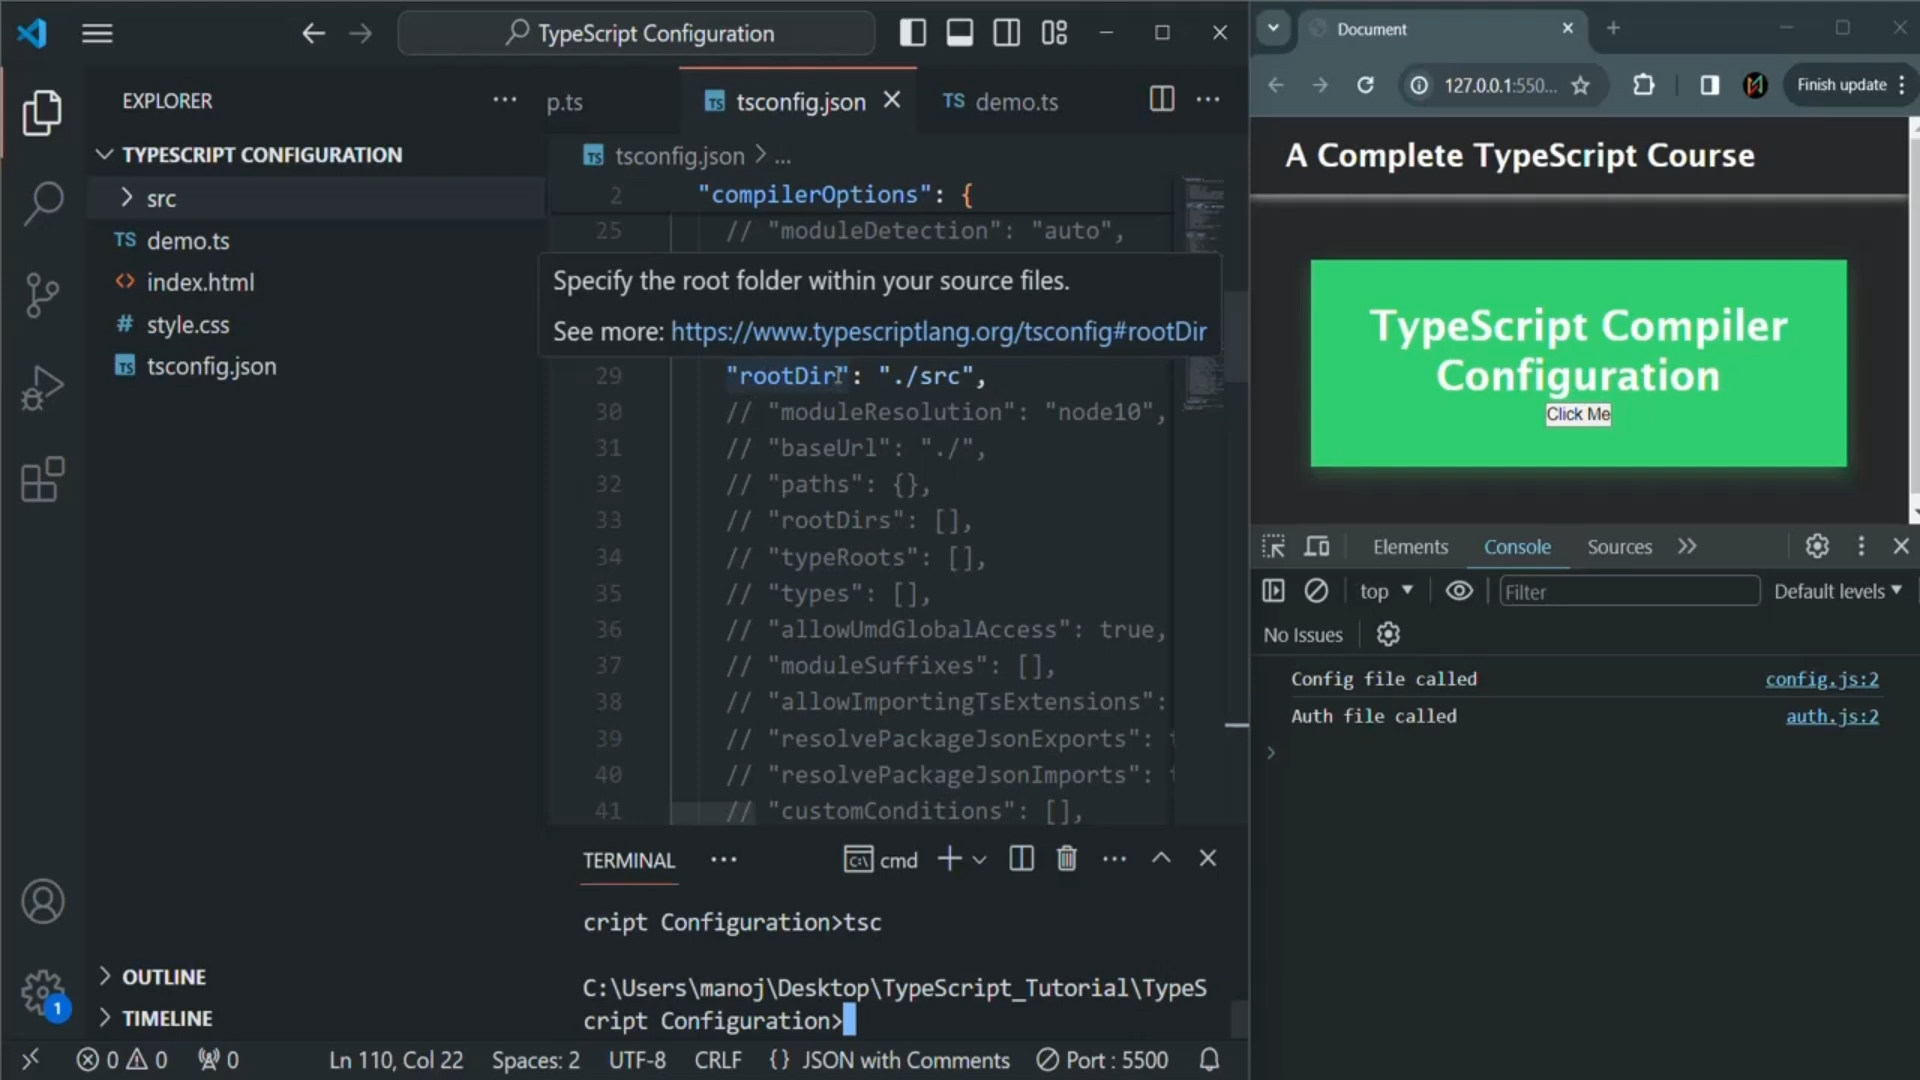 TypeScript Configuration
EXPLORER
TYPESCRIPT CONFIGURATION
src
TS demo.ts
<> index.html
# style.css
TS tsconfig.json
OUTLINE
TIMELINE
1
p.ts
TS tsconfig.json
TS demo.ts
TS tsconfig.json > ...
2 "compilerOptions": {
25 // "moduleDetection": "auto",
Specify the root folder within your source files.
See more: https://www.typescriptlang.org/tsconfig#rootDir
29 "rootDir": "./src",
30 // "moduleResolution": "node10",
31 // "baseUrl": "./",
32 // "paths": {},
33 // "rootDirs": [],
34 // "typeRoots": [],
35 // "types": [],
36 // "allowUmdGlobalAccess": true,
37 // "moduleSuffixes": [],
38 // "allowImportingTsExtensions":
39 // "resolvePackageJsonExports":
40 // "resolvePackageJsonImports":
41 // "customConditions": [],
TERMINAL
cmd
cript Configuration>tsc
C:\Users\manoj\Desktop\TypeScript_Tutorial\TypeS
cript Configuration>
0 0
0
Ln 110, Col 22
Spaces: 2
UTF-8
CRLF
{} JSON with Comments
Port : 5500
Document
127.0.0.1:550...
Finish update
A Complete TypeScript Course
TypeScript Compiler
Configuration
Click Me
Elements
Console
Sources
top
Filter
Default levels
No Issues
Config file called config.js:2
Auth file called auth.js:2